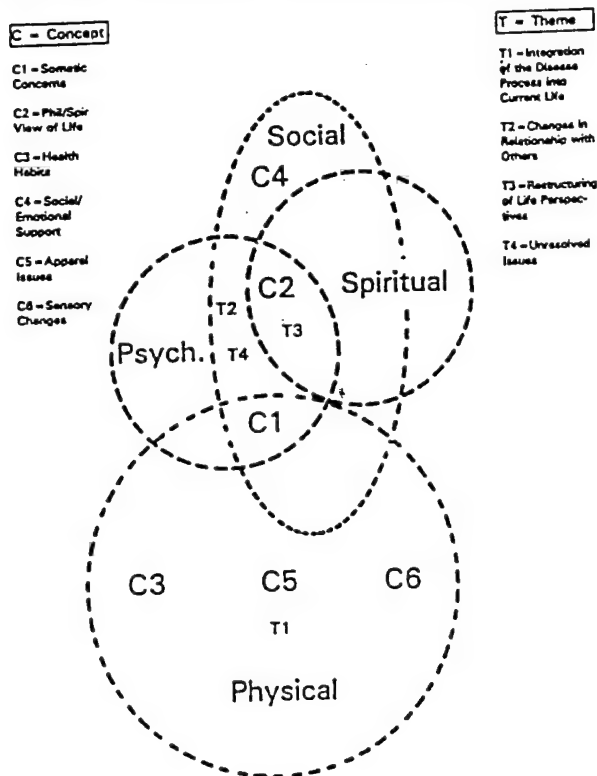 C = Concept
C1 = Somatic
Concerns
C2 = Phil/Spir
View of Life
C3 = Health
Habits
C4 = Social/
Emotional
Support
C5 = Apparel
Issues
C6 = Sensory
Changes
T = Theme
T1 = Integration
of the Disease
Process into
Current Life
T2 = Changes in
Relationship with
Others
T3 = Restructuring
of Life Perspec-
tives
T4 = Unresolved
Issues
Social
C4
C2
Spiritual
T2
T3
Psych.
T4
C1
C3
C5
C6
T1
Physical